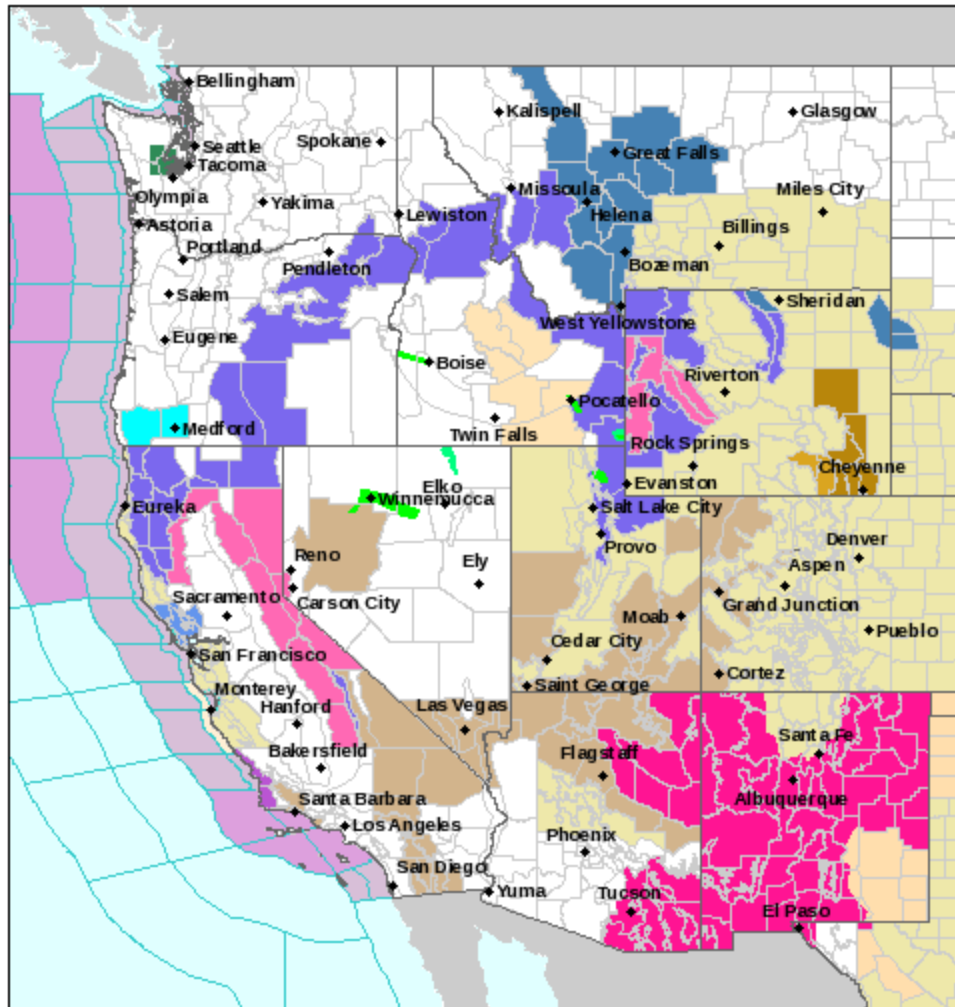 Bellingham
Kalispell
Glasgow
Seattle
Spokane
Great Falls
Tacoma
Missoula
Miles City
Olympia
Yakima
Lewiston
Helena
Astoria
Billings
Portland
Pendleton
Bozeman
Salem
Sheridan
West Yellowstone
Eugene
Boise
Riverton
Pocatello
Medford
Twin Falls
Rock Springs
Cheyenne
Elko
Evanston
Eureka
Winnemucca
Salt Lake City
Provo
Denver
Reno
Ely
Aspen
Sacramento
Carson City
Moab
Grand Junction
Pueblo
San Francisco
Cedar City
Cortez
Monterey
Saint George
Hanford
Las Vegas
Santa Fe
Bakersfield
Flagstaff
Albuquerque
Santa Barbara
Los Angeles
Phoenix
San Diego
Yuma
Tucson
El Paso